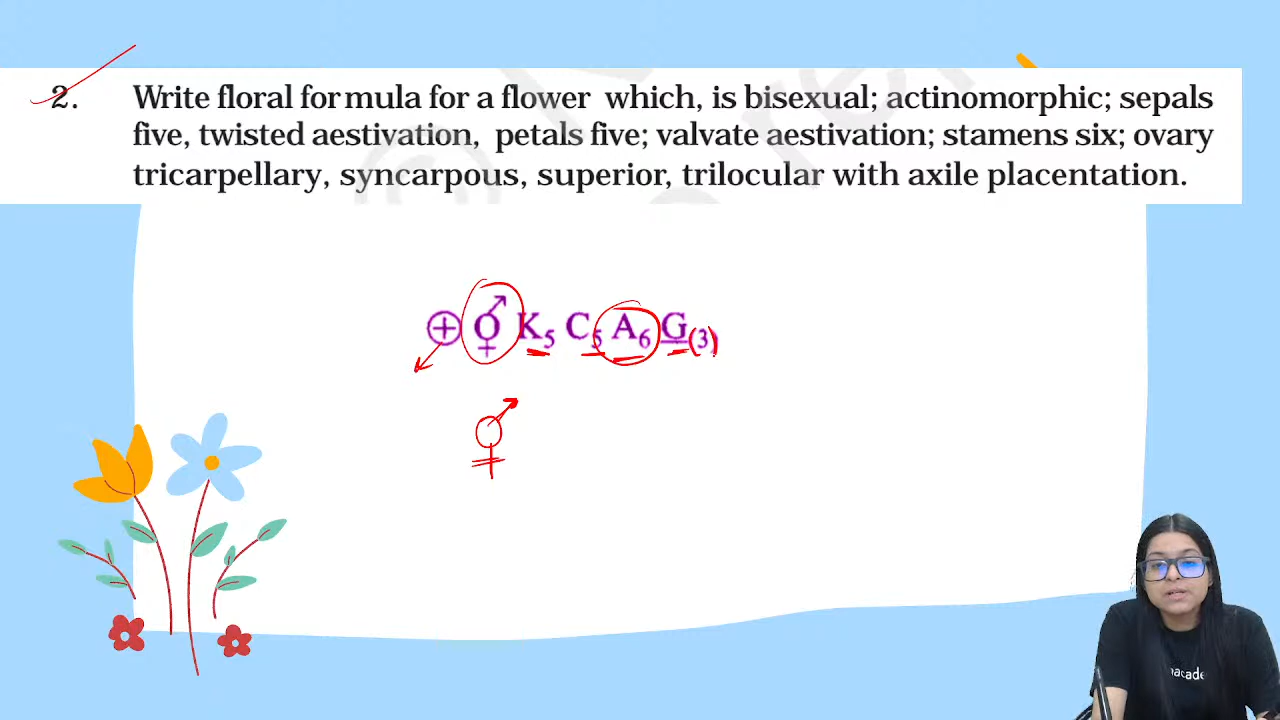 2. Write floral formula for a flower which, is bisexual; actinomorphic; sepals
five, twisted aestivation, petals five; valvate aestivation; stamens six; ovary
tricarpellary, syncarpous, superior, trilocular with axile placentation.
⊕ ⚥ K5 C5 A6 G(3)
⚥
nacade